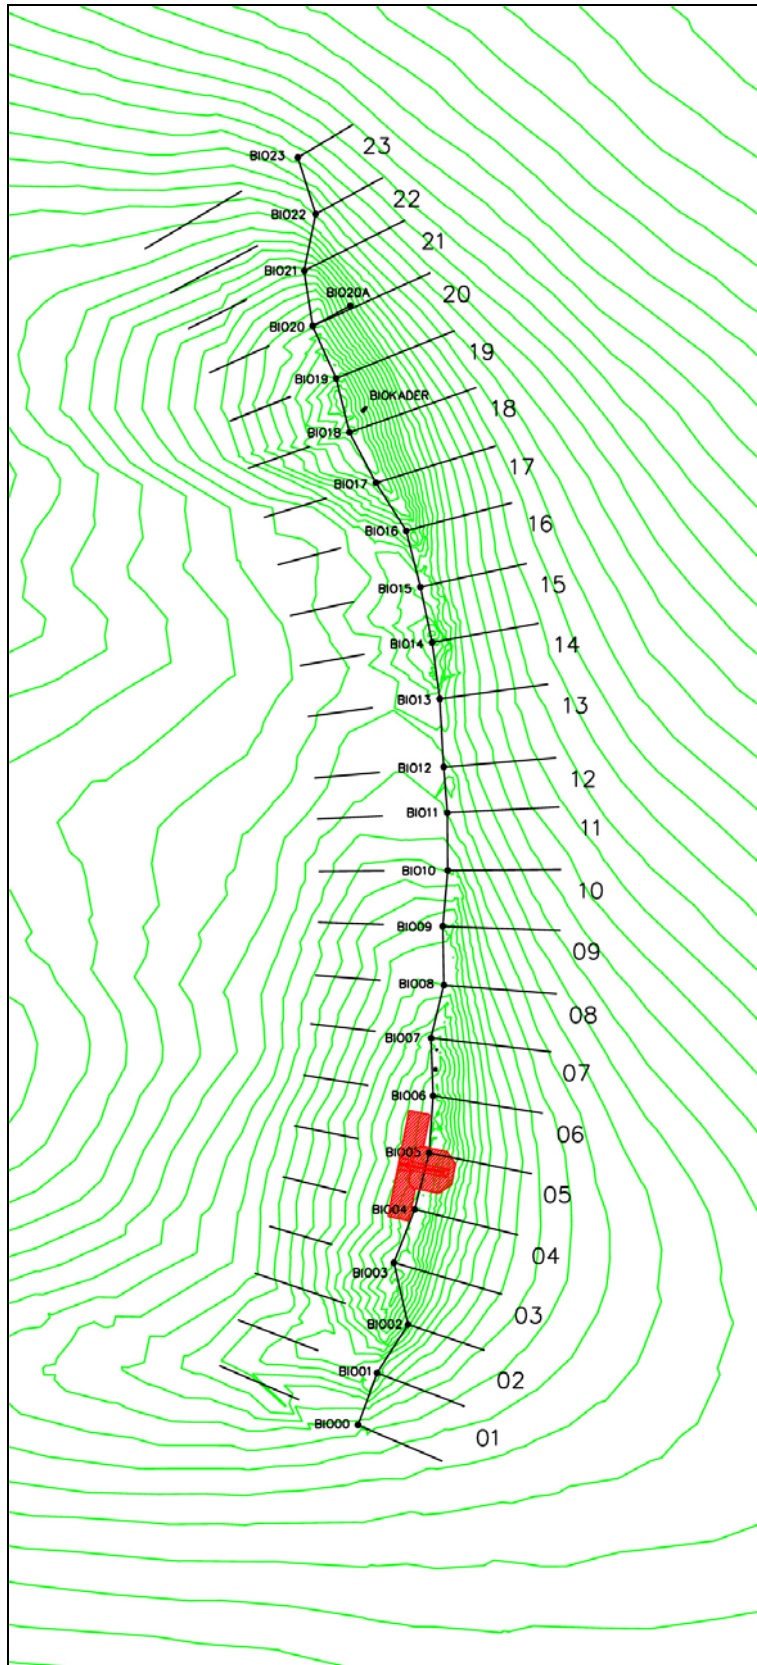 BIO23 23
BIO22 22
BIO21 21
BIO20A
BIO20 20
BIO19 19
BIOKADER
BIO18 18
BIO17 17
BIO16 16
BIO15 15
BIO14 14
BIO13 13
BIO12 12
BIO11 11
BIO10 10
BIO09 09
BIO08 08
BIO07 07
BIO06 06
BIO05 05
BIO04 04
BIO03 03
BIO02 02
BIO01 01
BIO00